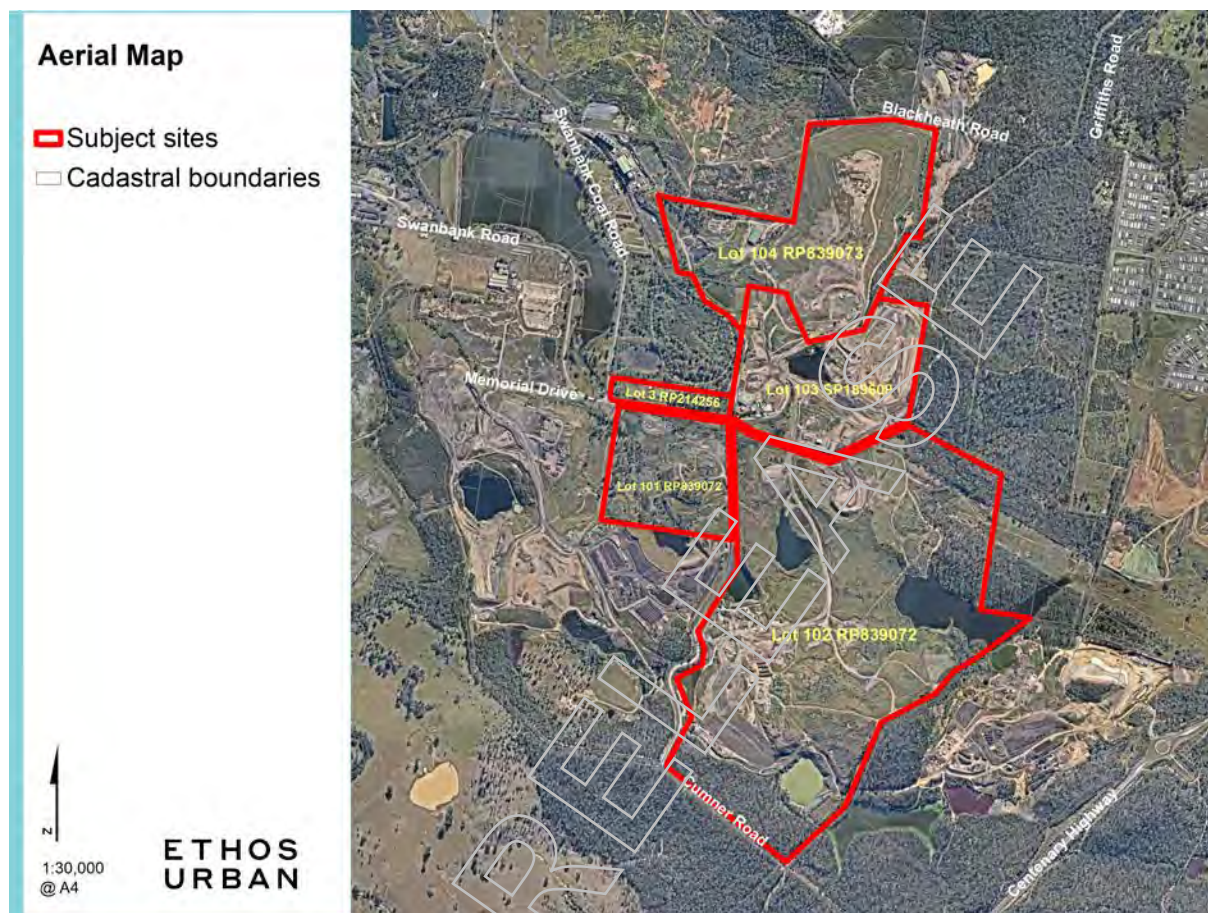 Aerial Map
Subject sites
Cadastral boundaries
1:30,000
@ A4
N
ETHOS
URBAN
Blackheath Road
Griffiths Road
Swanbank Coat Road
Swanbank Road
Lot 104 RP839073
Memorial Drive
Lot 3 RP214256
Lot 103 SP189609
Lot 101 RP839072
Lot 102 RP839072
Cumner Road
Centenary Highway